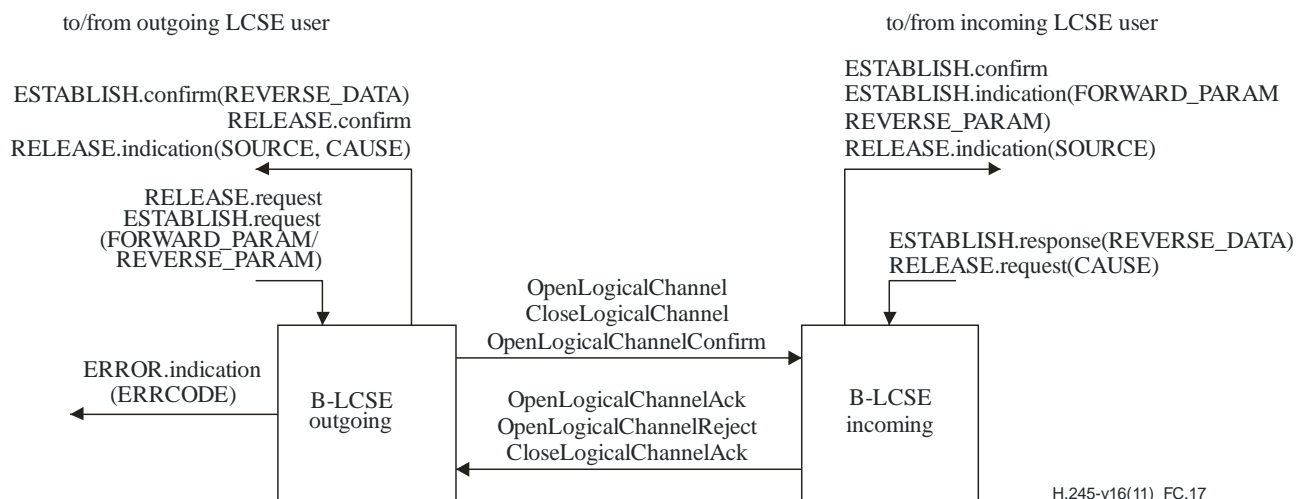 to/from outgoing LCSE user
to/from incoming LCSE user
ESTABLISH.confirm(REVERSE_DATA)
RELEASE.confirm
RELEASE.indication(SOURCE, CAUSE)
ESTABLISH.confirm
ESTABLISH.indication(FORWARD_PARAM
REVERSE_PARAM)
RELEASE.indication(SOURCE)
RELEASE.request
ESTABLISH.request
(FORWARD_PARAM/
REVERSE_PARAM)
ESTABLISH.response(REVERSE_DATA)
RELEASE.request(CAUSE)
OpenLogicalChannel
CloseLogicalChannel
OpenLogicalChannelConfirm
ERROR.indication
(ERRCODE)
B-LCSE
outgoing
OpenLogicalChannelAck
OpenLogicalChannelReject
CloseLogicalChannelAck
B-LCSE
incoming
H.245-v16(11)_FC.17